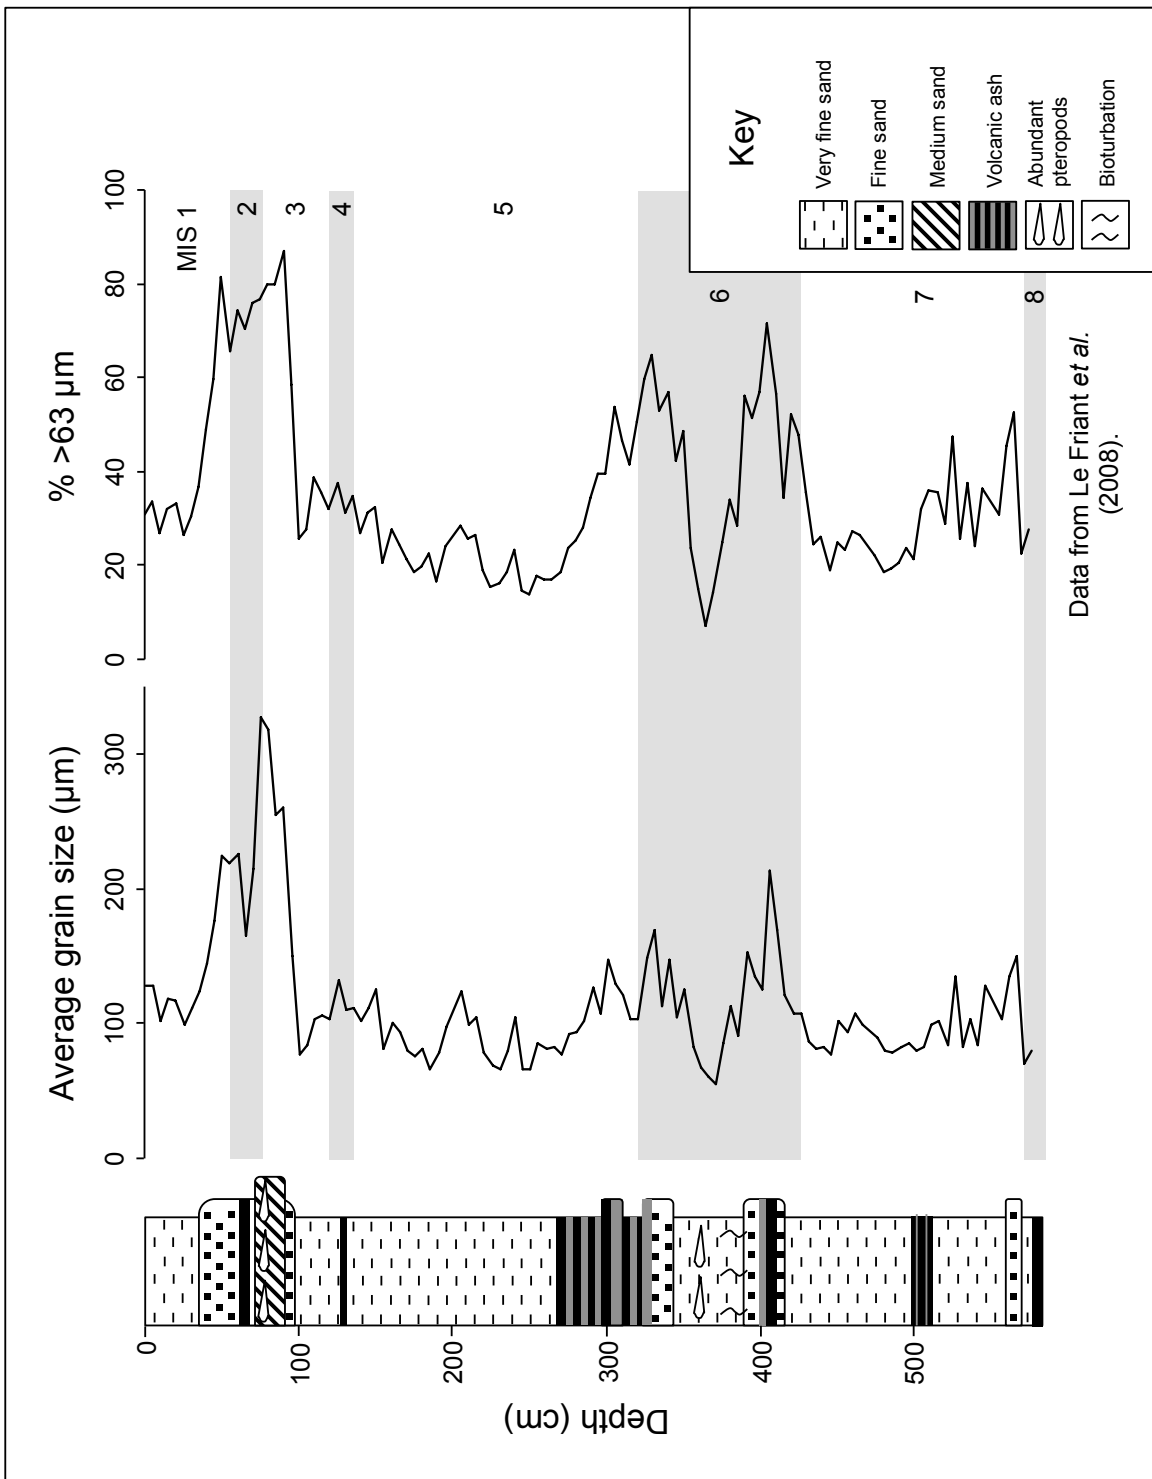 Average grain size (µm)
% >63 µm
0
100
200
300
0
20
40
60
80
100
MIS 1
2
3
4
5
6
7
8
Depth (cm)
0
100
200
300
400
500
Key
Very fine sand
Fine sand
Medium sand
Volcanic ash
Abundant
pteropods
Bioturbation
Data from Le Friant et al.
(2008).